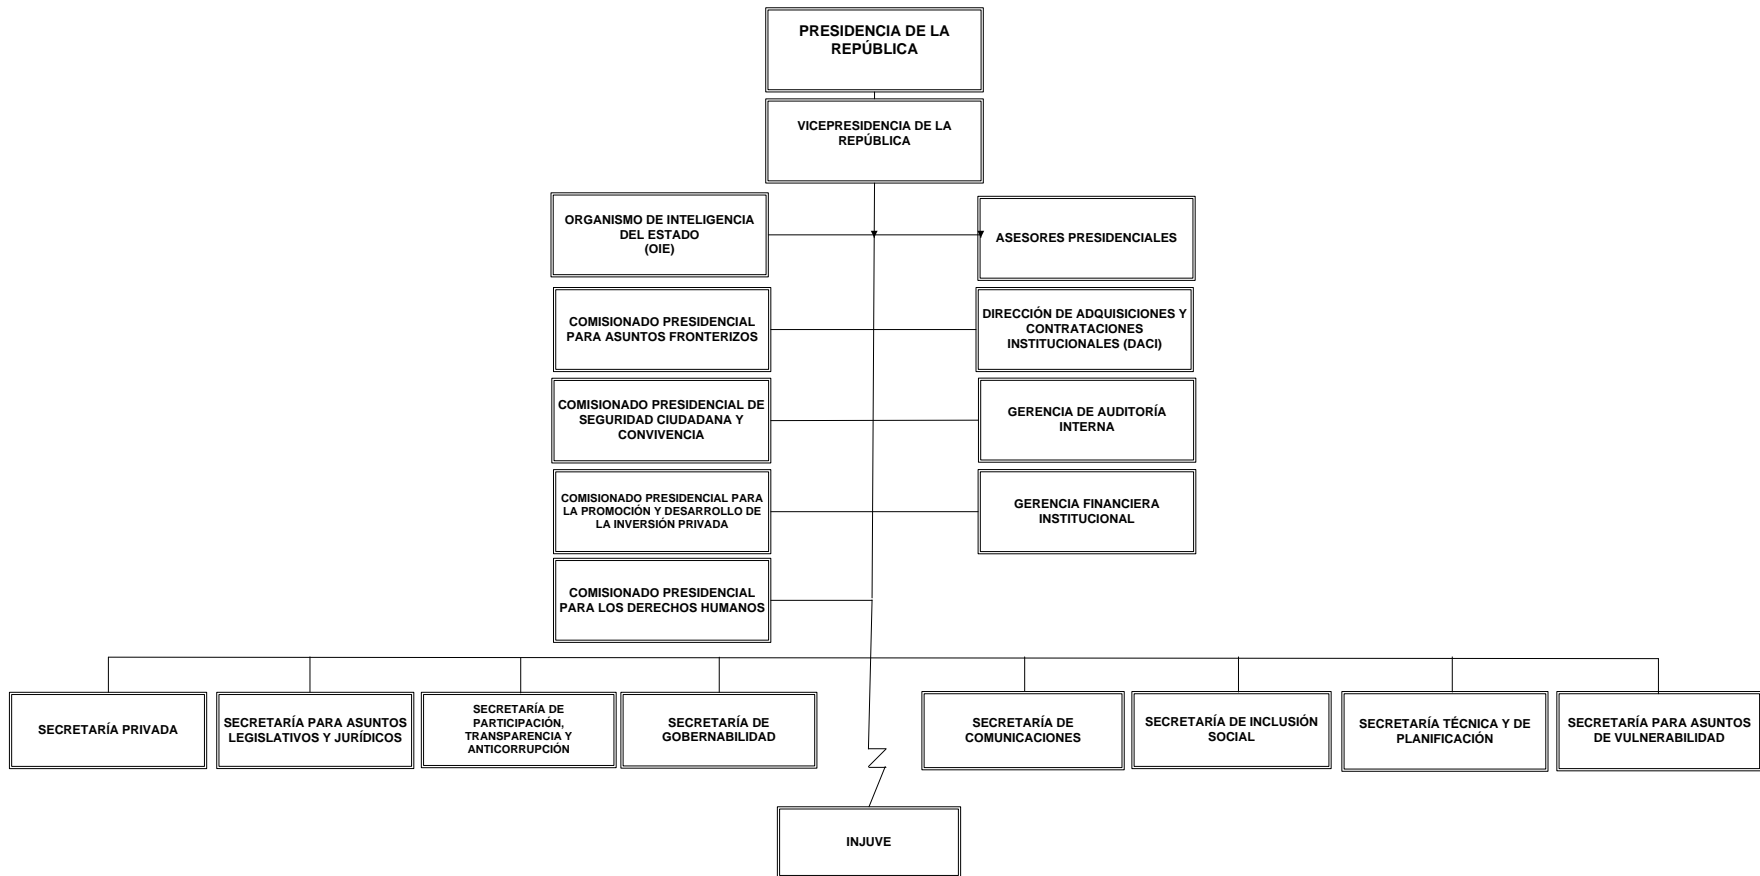 PRESIDENCIA DE LA
REPÚBLICA
VICEPRESIDENCIA DE LA
REPÚBLICA
ORGANISMO DE INTELIGENCIA
DEL ESTADO
(OIE)
ASESORES PRESIDENCIALES
COMISIONADO PRESIDENCIAL
PARA ASUNTOS FRONTERIZOS
DIRECCIÓN DE ADQUISICIONES Y
CONTRATACIONES
INSTITUCIONALES (DACI)
COMISIONADO PRESIDENCIAL DE
SEGURIDAD CIUDADANA Y
CONVIVENCIA
GERENCIA DE AUDITORÍA
INTERNA
COMISIONADO PRESIDENCIAL PARA
LA PROMOCIÓN Y DESARROLLO DE
LA INVERSIÓN PRIVADA
GERENCIA FINANCIERA
INSTITUCIONAL
COMISIONADO PRESIDENCIAL
PARA LOS DERECHOS HUMANOS
SECRETARÍA PRIVADA
SECRETARÍA PARA ASUNTOS
LEGISLATIVOS Y JURÍDICOS
SECRETARÍA DE
PARTICIPACIÓN,
TRANSPARENCIA Y
ANTICORRUPCIÓN
SECRETARÍA DE
GOBERNABILIDAD
SECRETARÍA DE
COMUNICACIONES
SECRETARÍA DE INCLUSIÓN
SOCIAL
SECRETARÍA TÉCNICA Y DE
PLANIFICACIÓN
SECRETARÍA PARA ASUNTOS
DE VULNERABILIDAD
INJUVE